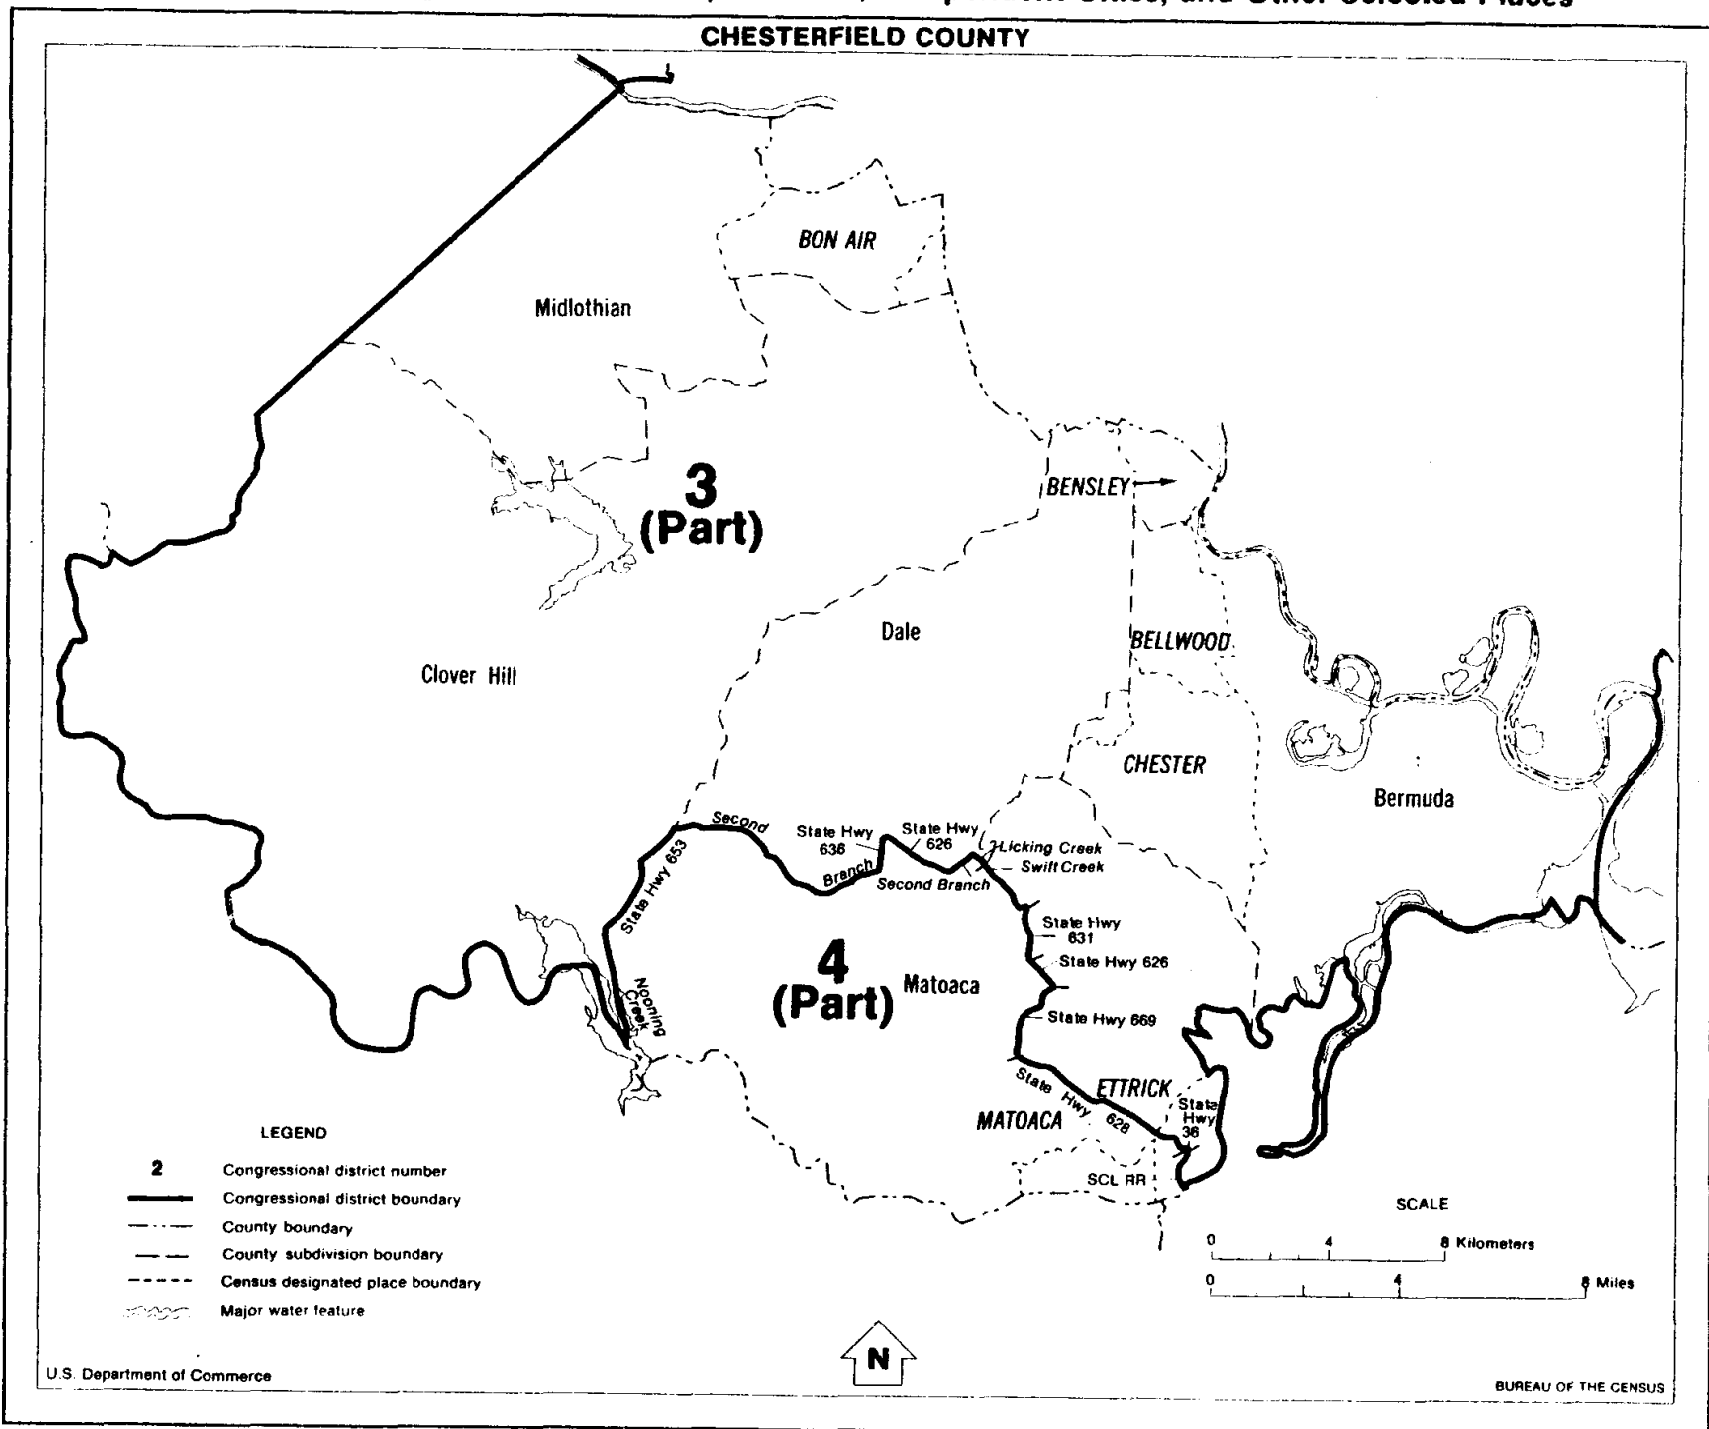 and Other Selected Places
CHESTERFIELD COUNTY
BON AIR
Midlothian
3
(Part)
BENSLEY
Dale
BELLWOOD
Clover Hill
CHESTER
Bermuda
Second
State Hwy
636
State Hwy
626
Licking Creek
Swift Creek
Branch
Second Branch
State Hwy 653
State Hwy
631
State Hwy 626
4
(Part)
Matoaca
Nooning
Creek
State Hwy 669
State Hwy 628
ETTRICK
State
Hwy
36
MATOACA
SCL RR
LEGEND
2 Congressional district number
Congressional district boundary
County boundary
County subdivision boundary
Census designated place boundary
Major water feature
SCALE
0 4 8 Kilometers
0 4 8 Miles
N
U.S. Department of Commerce
BUREAU OF THE CENSUS